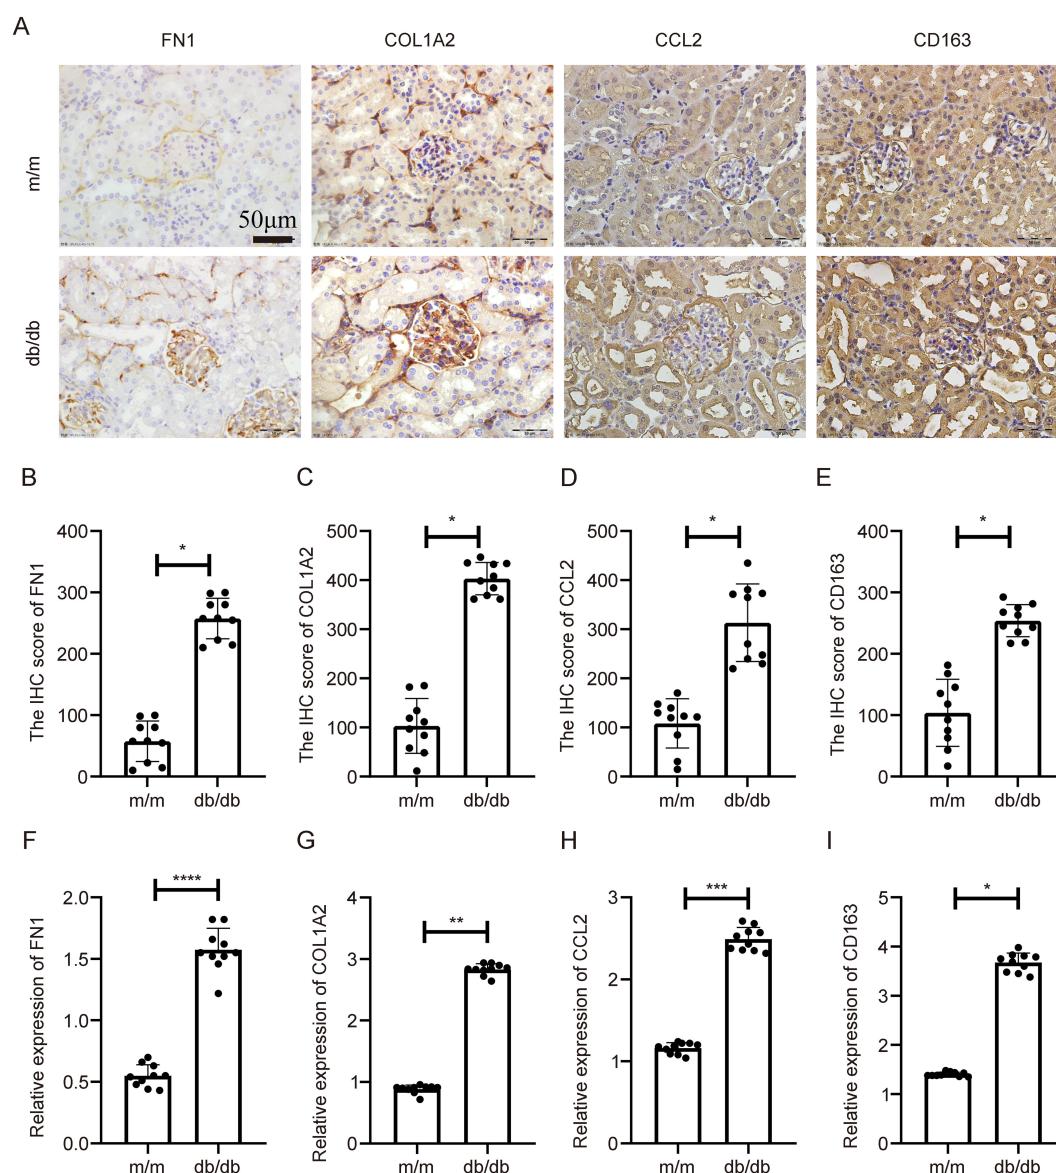 A
FN1 COL1A2 CCL2 CD163
m/m
50μm
db/db
B C D E
The IHC score of FN1
400
300
200
100
0
*
m/m db/db
The IHC score of COL1A2
500
400
300
200
100
0
*
m/m db/db
The IHC score of CCL2
500
400
300
200
100
0
*
m/m db/db
The IHC score of CD163
400
300
200
100
0
*
m/m db/db
F G H I
Relative expression of FN1
2.0
1.5
1.0
0.5
0.0
****
m/m db/db
Relative expression of COL1A2
4
3
2
1
0
**
m/m db/db
Relative expression of CCL2
3
2
1
0
***
m/m db/db
Relative expression of CD163
5
4
3
2
1
0
*
m/m db/db